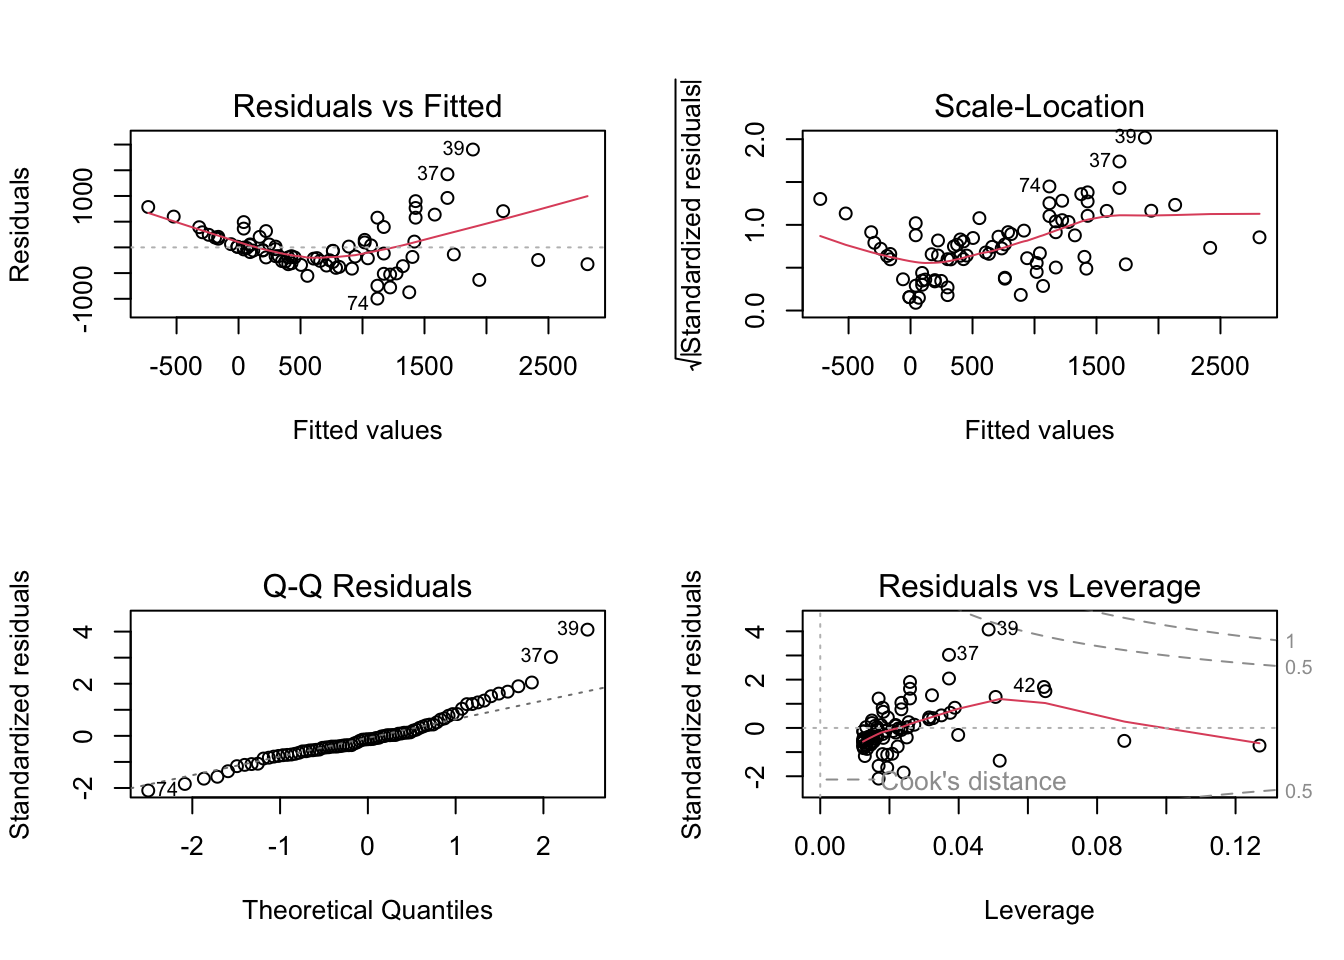 Residuals vs Fitted
Residuals
1000
-1000
39
37
74
-500 0 500 1500 2500
Fitted values
Scale-Location
√|Standardized residuals|
2.0
1.0
0.0
39
37
74
-500 0 500 1500 2500
Fitted values
Q-Q Residuals
Standardized residuals
4
2
0
-2
39
37
74
-2 -1 0 1 2
Theoretical Quantiles
Residuals vs Leverage
Standardized residuals
4
2
0
-2
39
37
42
1
0.5
0.5
Cook's distance
0.00 0.04 0.08 0.12
Leverage